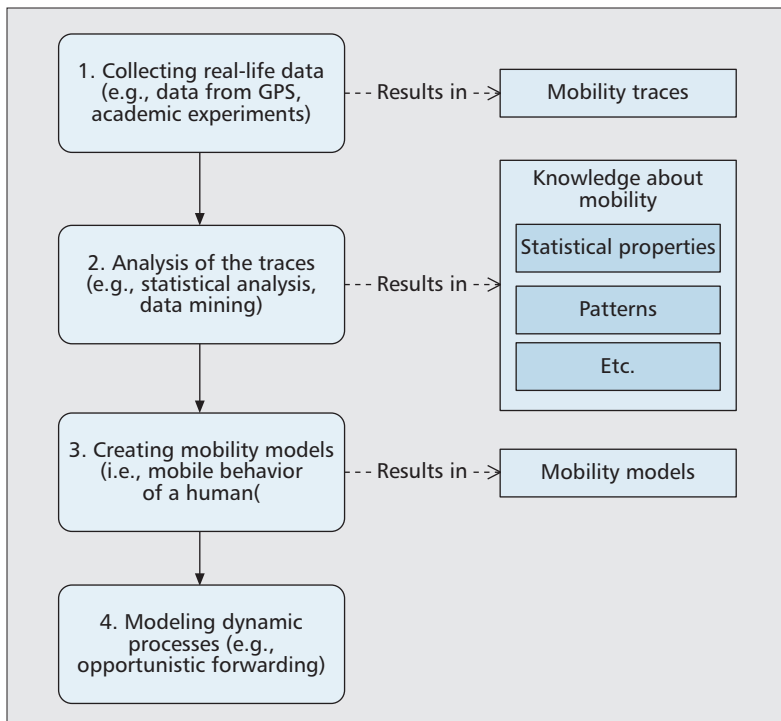 1. Collecting real-life data
(e.g., data from GPS,
academic experiments)
Results in
Mobility traces
2. Analysis of the traces
(e.g., statistical analysis,
data mining)
Results in
Knowledge about
mobility
Statistical properties
Patterns
Etc.
3. Creating mobility models
(i.e., mobile behavior
of a human(
Results in
Mobility models
4. Modeling dynamic
processes (e.g.,
opportunistic forwarding)